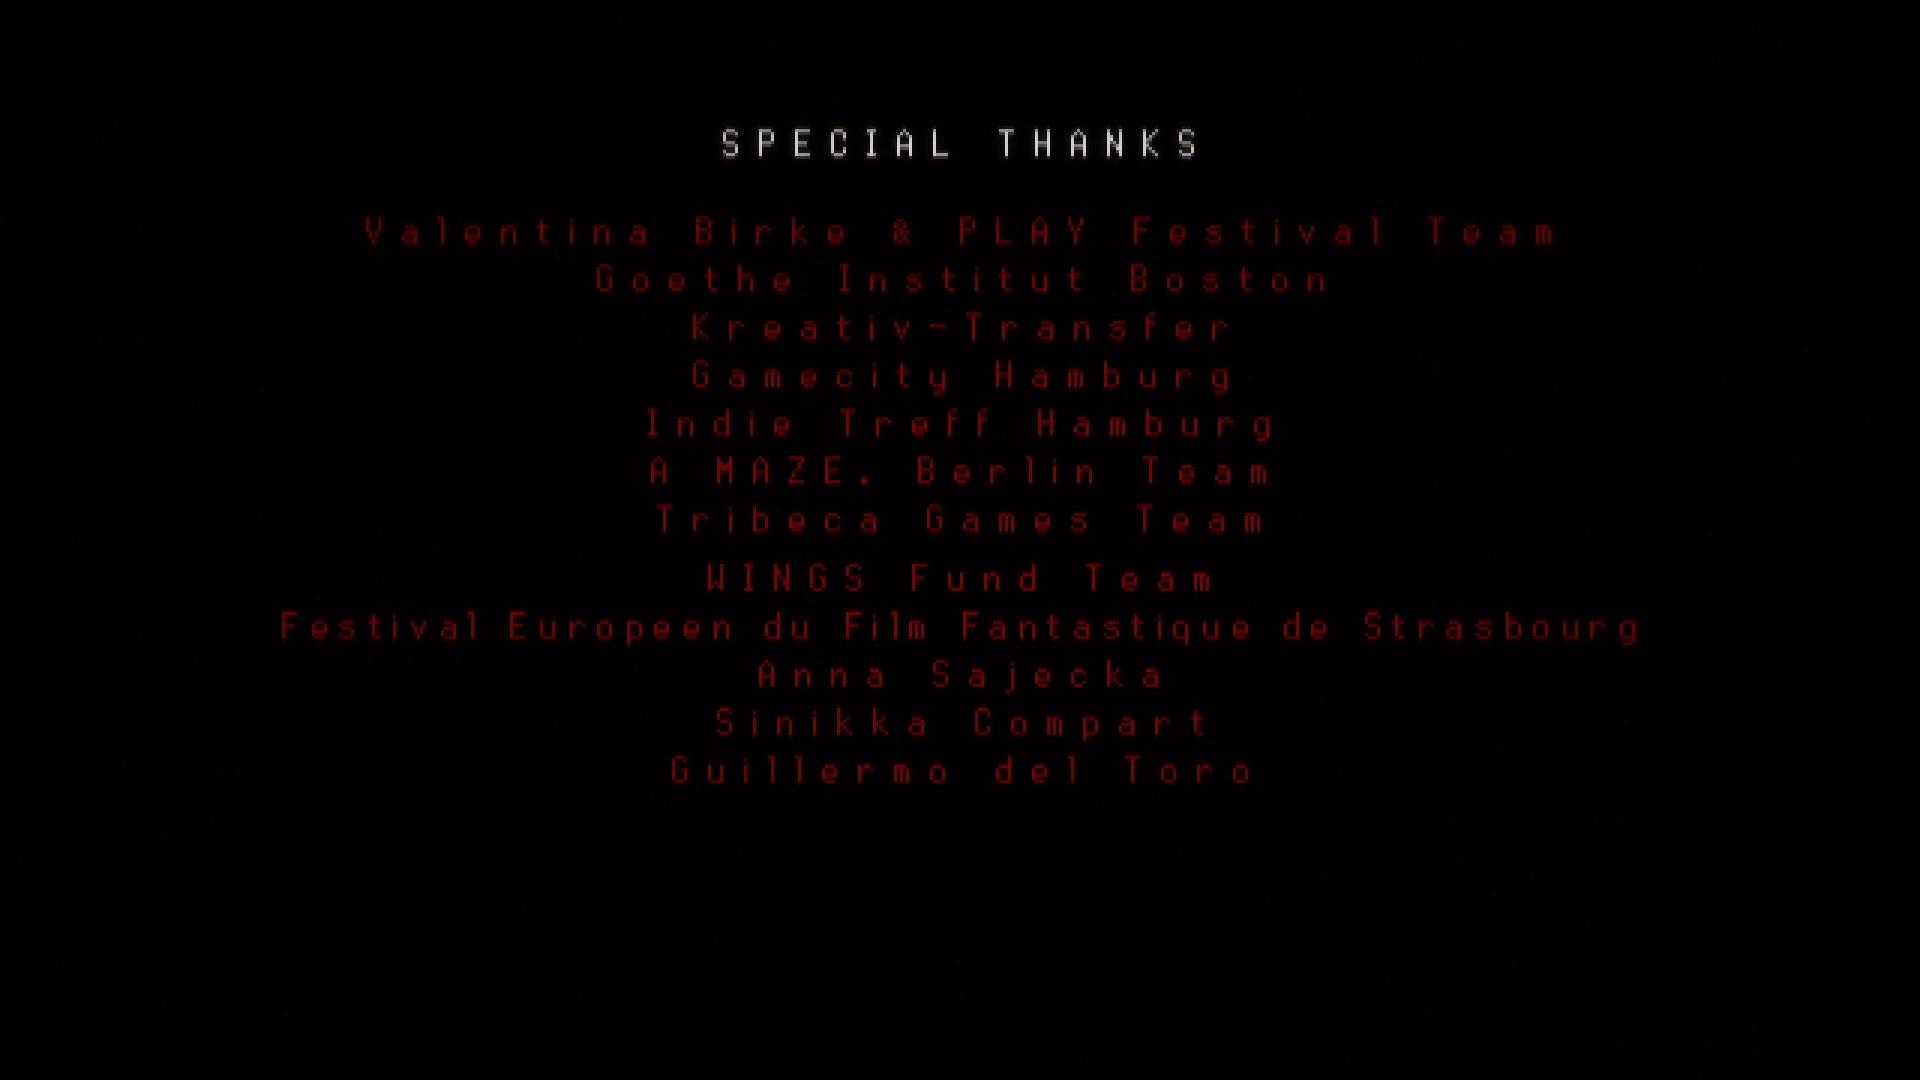 SPECIAL THANKS
Valentina Birke & PLAY Festival Team
Goethe Institut Boston
Kreativ-Transfer
Gamecity Hamburg
Indie Treff Hamburg
A MAZE. Berlin Team
Tribeca Games Team
WINGS Fund Team
Festival Europeen du Film Fantastique de Strasbourg
Anna Sajecka
Sinikka Compart
Guillermo del Toro